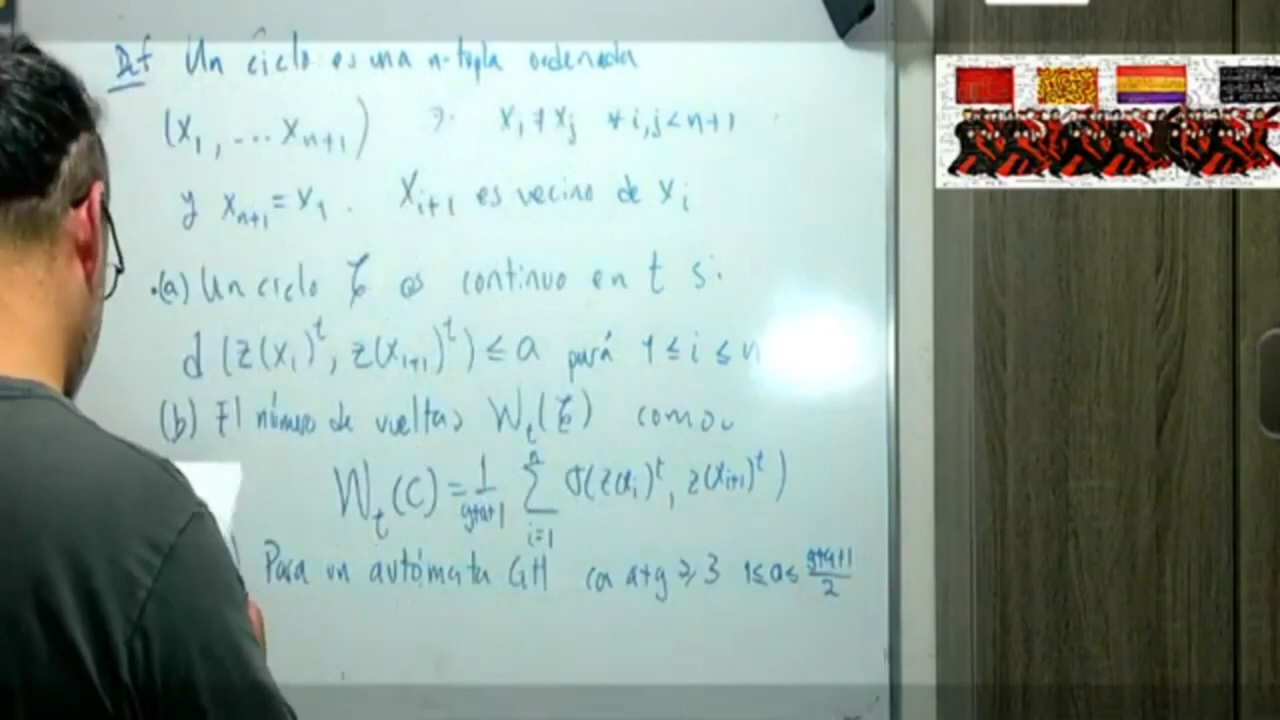 Def Un ciclo es una n-tupla ordenada
(x₁, ... xₙ₊₁) ∋. xᵢ ≠ xⱼ ∀ i,j < n+1
y xₙ₊₁ = x₁. xᵢ₊₁ es vecino de xᵢ
(a) Un ciclo C es continuo en t si
d(z(xᵢ)ᵗ, z(xᵢ₊₁)ᵗ) ≤ a para 1 ≤ i ≤ n
(b) El número de vueltas Wₜ(C) como
Wₜ(C) = 1/(g+a+1) Σᵢ₌₁ⁿ σ(z(xᵢ)ᵗ, z(xᵢ₊₁)ᵗ)
Para un autómata GH con a+g ≥ 3 1 ≤ a ≤ (g+a+1)/2